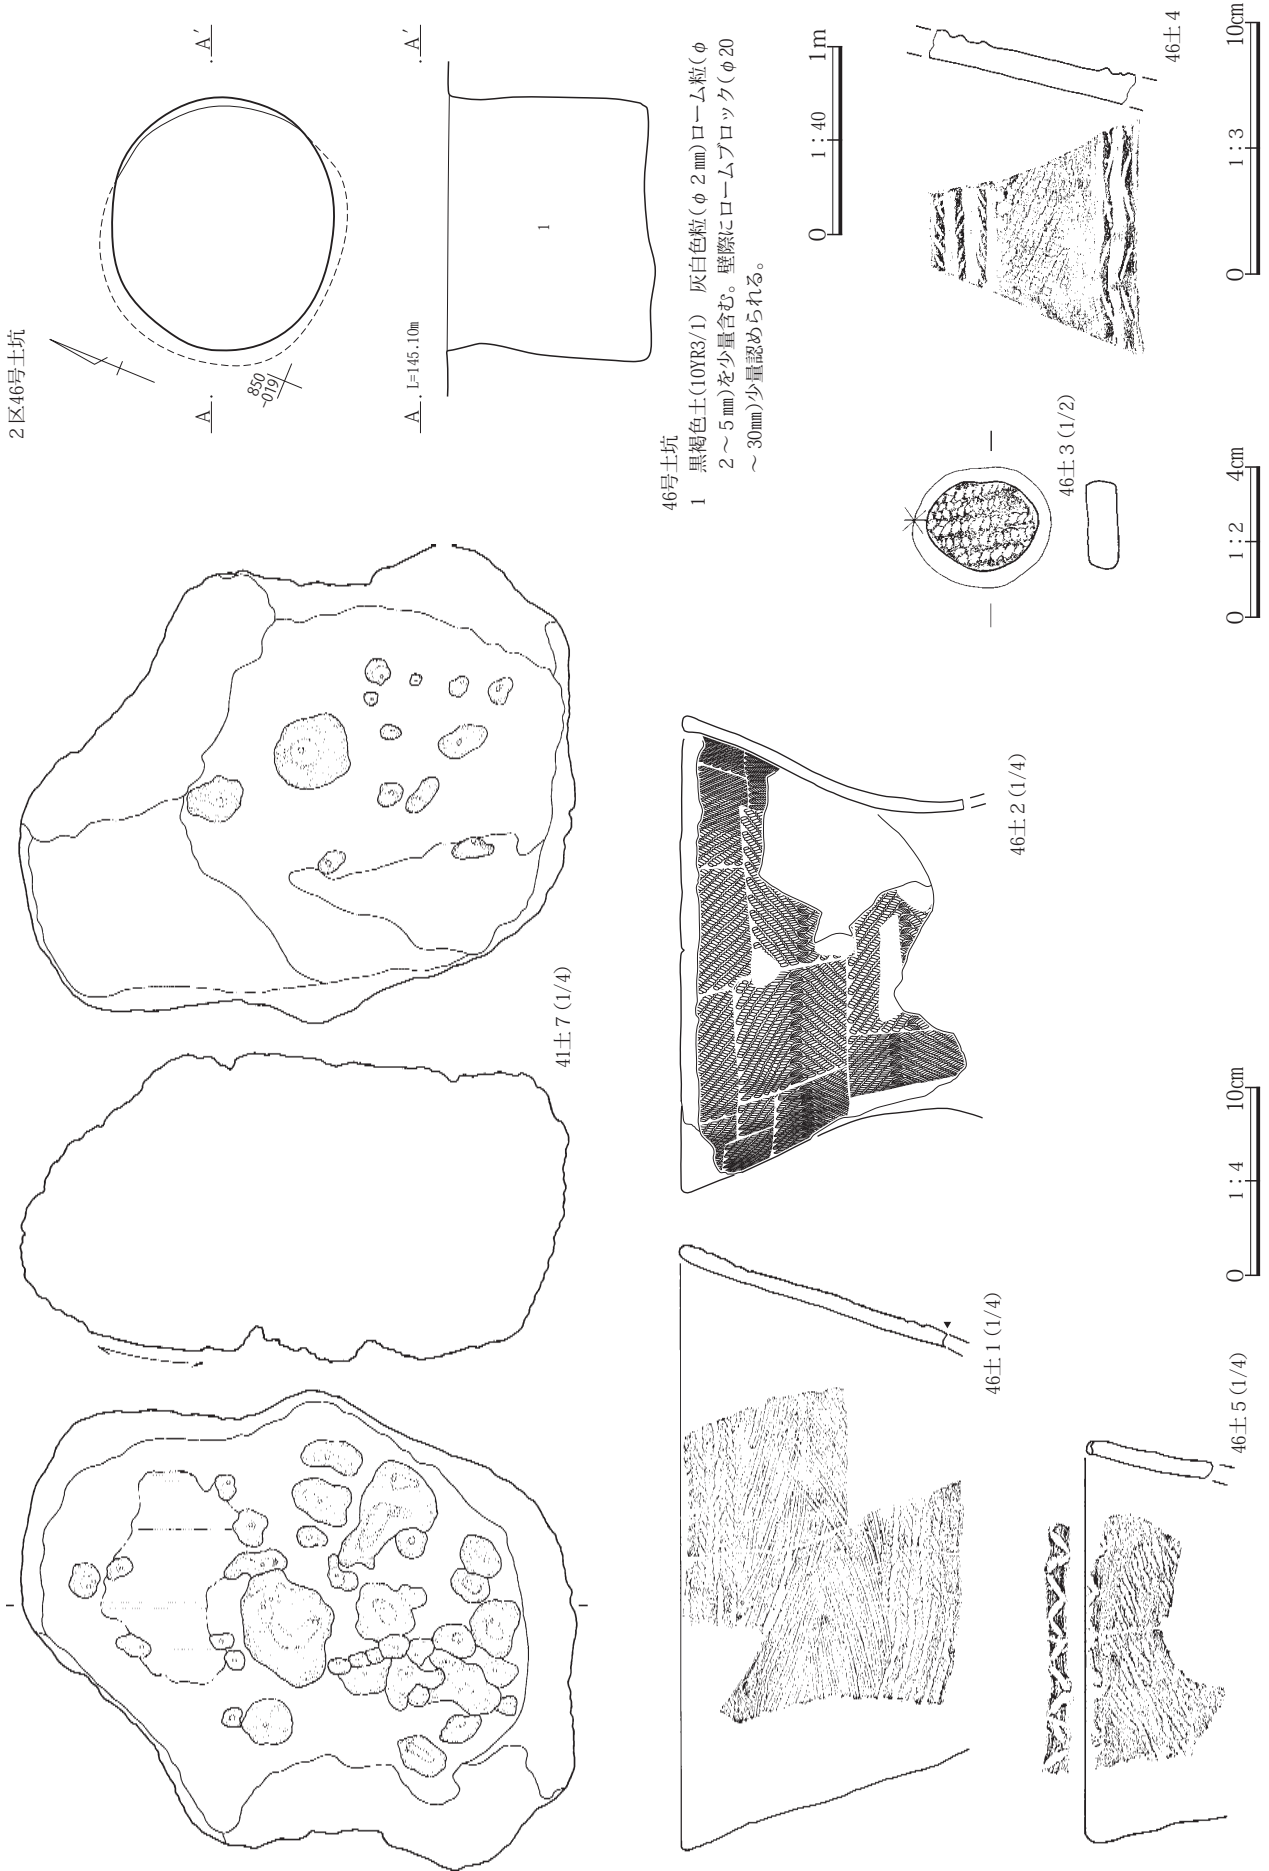 2区46号土坑
A
A′
850
-019
A
L=145.10m
A′
1
46号土坑
1 黒褐色土(10YR3/1) 灰白色粒(φ２㎜)ローム粒(φ
２～５㎜)を少量含む。壁際にロームブロック(φ20
～30㎜)少量認められる。
0 1：40 1m
41土７(1/4)
46土１(1/4)
46土２(1/4)
46土３(1/2)
46土４
46土５(1/4)
0 1：4 10cm
0 1：2 4cm
0 1：3 10cm